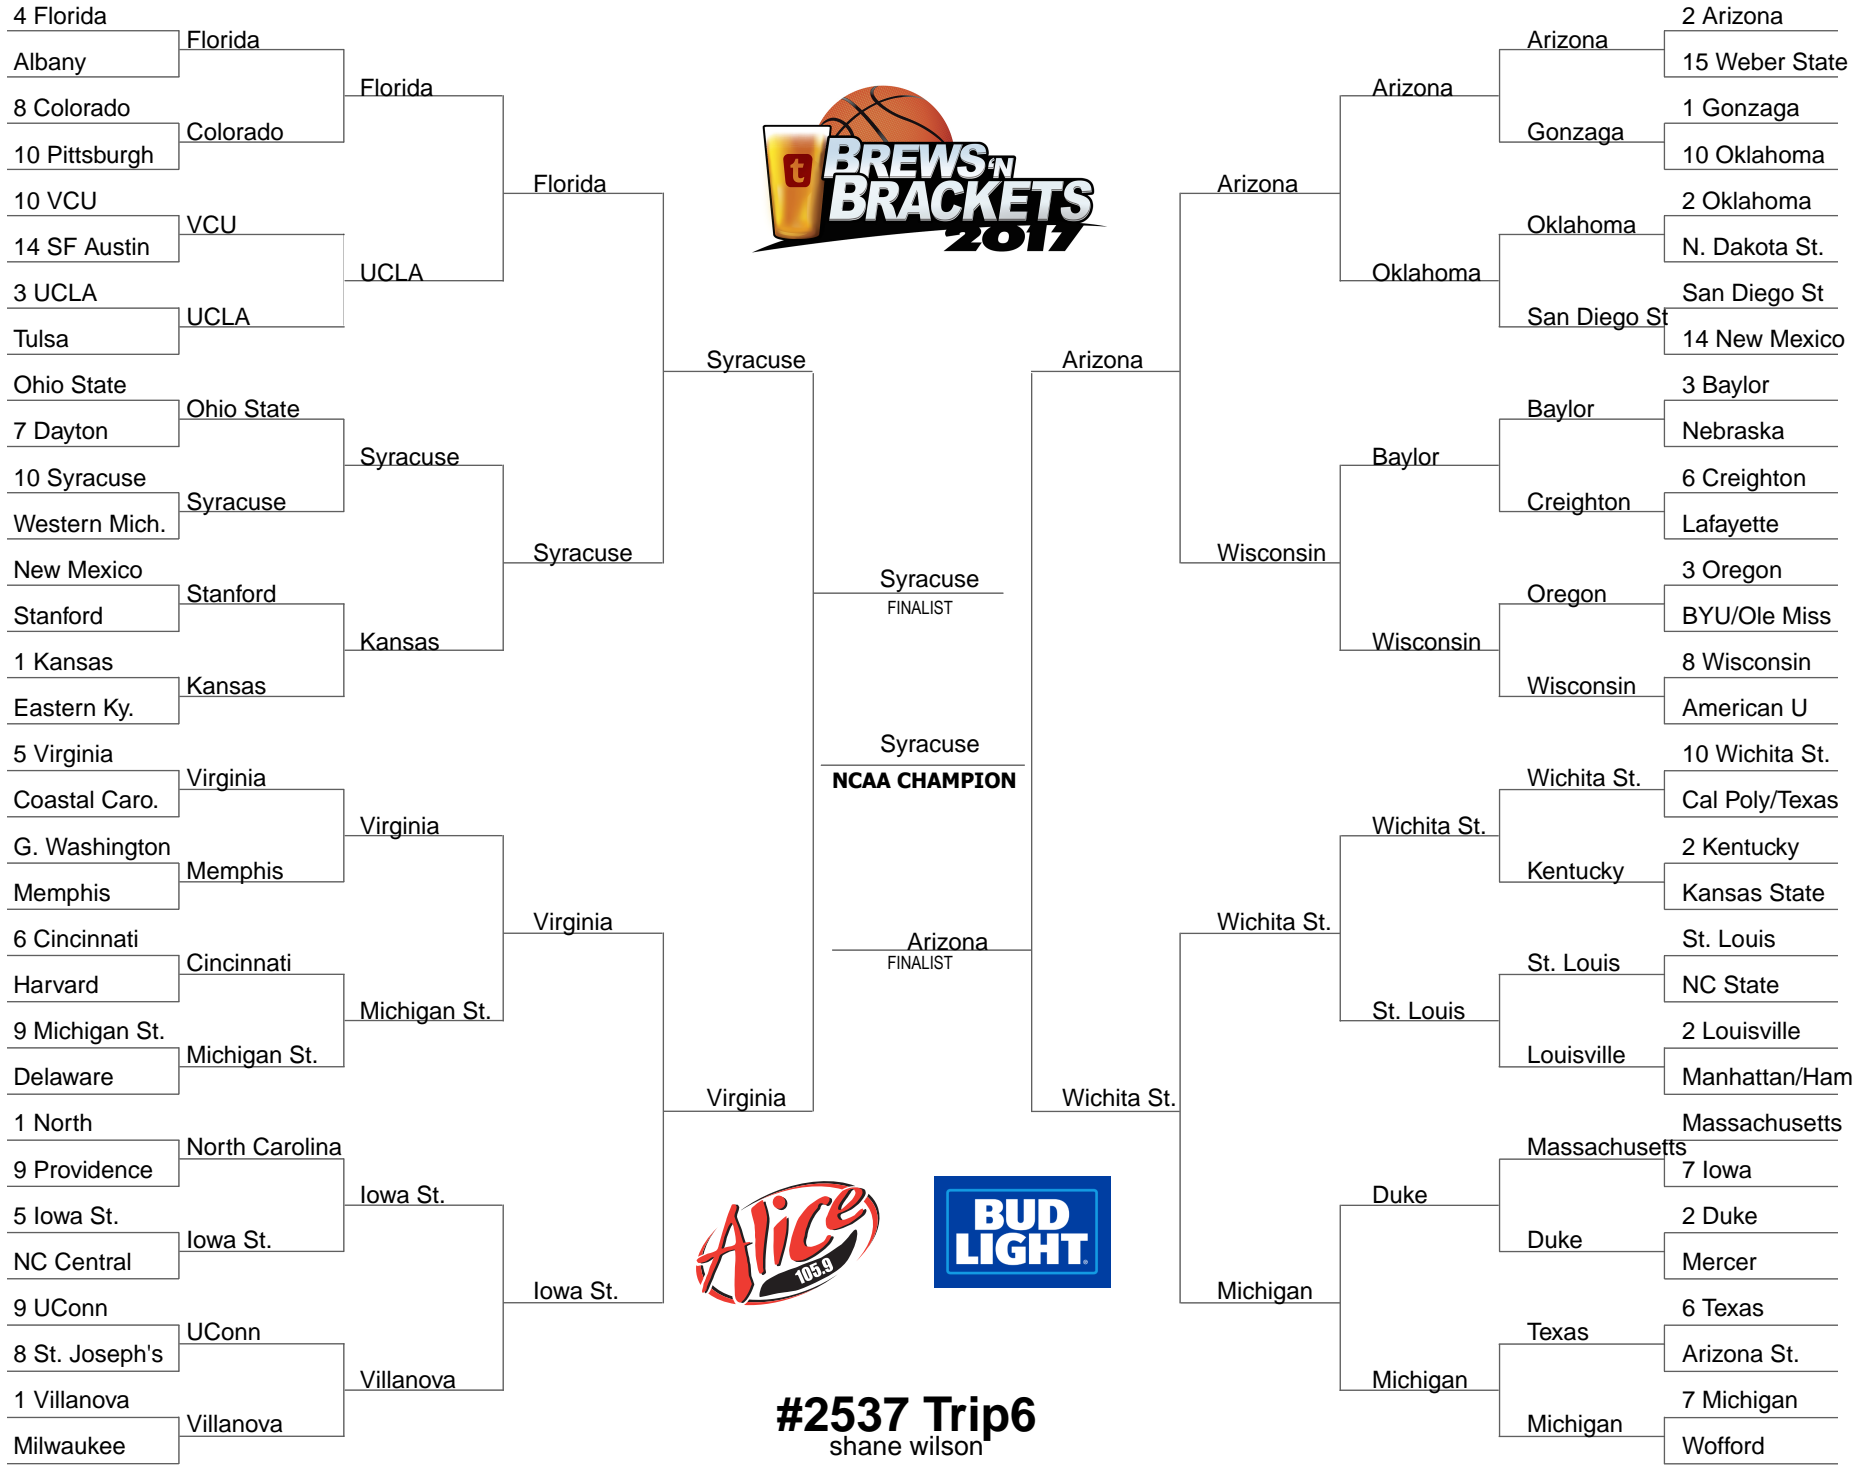 4 Florida
Albany
8 Colorado
10 Pittsburgh
10 VCU
14 SF Austin
3 UCLA
Tulsa
Ohio State
7 Dayton
10 Syracuse
Western Mich.
New Mexico
Stanford
1 Kansas
Eastern Ky.
5 Virginia
Coastal Caro.
G. Washington
Memphis
6 Cincinnati
Harvard
9 Michigan St.
Delaware
1 North
9 Providence
5 Iowa St.
NC Central
9 UConn
8 St. Joseph's
1 Villanova
Milwaukee
Florida
Colorado
VCU
UCLA
Ohio State
Syracuse
Stanford
Kansas
Virginia
Memphis
Cincinnati
Michigan St.
North Carolina
Iowa St.
UConn
Villanova
Florida
UCLA
Syracuse
Kansas
Virginia
Michigan St.
Iowa St.
Villanova
Florida
Syracuse
Virginia
Iowa St.
Syracuse
Virginia
t
BREWS 'N
BRACKETS
2017
Syracuse
FINALIST
Syracuse
NCAA CHAMPION
Arizona
FINALIST
Alice
105.9
BUD
LIGHT
#2537 Trip6
shane wilson
Arizona
Wichita St.
Arizona
Wisconsin
Wichita St.
Michigan
Arizona
Oklahoma
Baylor
Wisconsin
Wichita St.
St. Louis
Duke
Michigan
Arizona
Gonzaga
Oklahoma
San Diego St
Baylor
Creighton
Oregon
Wisconsin
Wichita St.
Kentucky
St. Louis
Louisville
Massachusetts
Duke
Texas
Michigan
2 Arizona
15 Weber State
1 Gonzaga
10 Oklahoma
2 Oklahoma
N. Dakota St.
San Diego St
14 New Mexico
3 Baylor
Nebraska
6 Creighton
Lafayette
3 Oregon
BYU/Ole Miss
8 Wisconsin
American U
10 Wichita St.
Cal Poly/Texas
2 Kentucky
Kansas State
St. Louis
NC State
2 Louisville
Manhattan/Ham
Massachusetts
7 Iowa
2 Duke
Mercer
6 Texas
Arizona St.
7 Michigan
Wofford